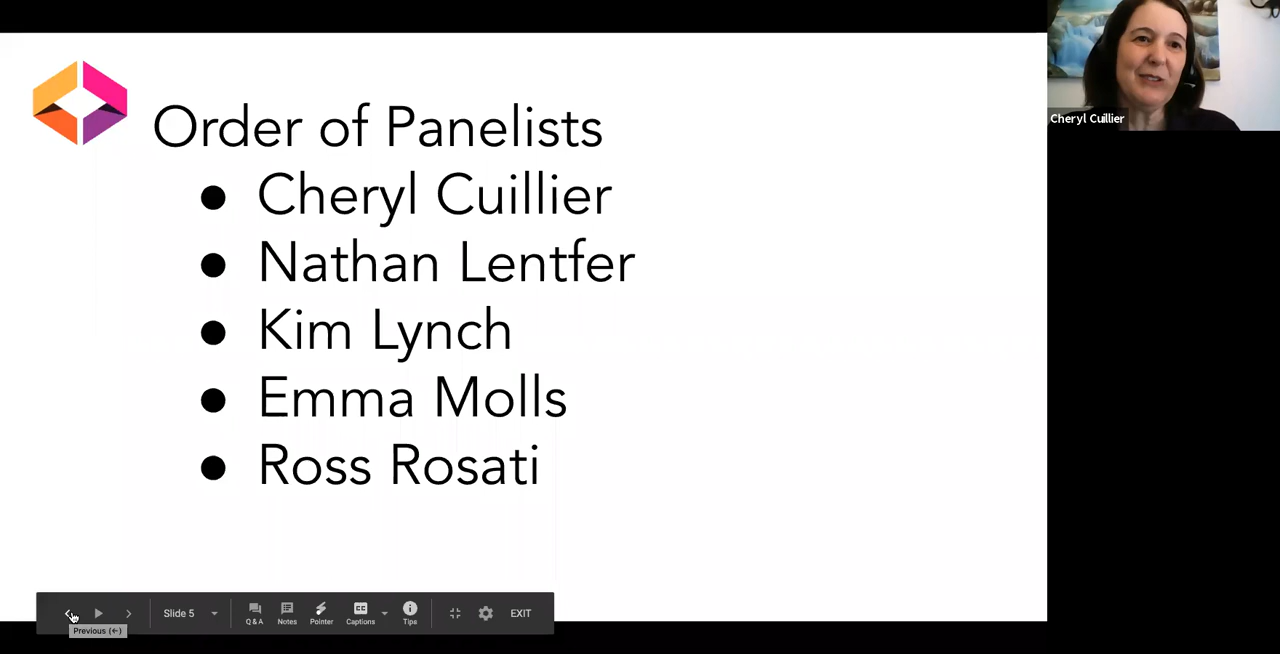 Order of Panelists
● Cheryl Cuillier
● Nathan Lentfer
● Kim Lynch
● Emma Molls
● Ross Rosati
Cheryl Cuillier
Slide 5
Q & A
Notes
Pointer
CC
Captions
Tips
EXIT
Previous (←)